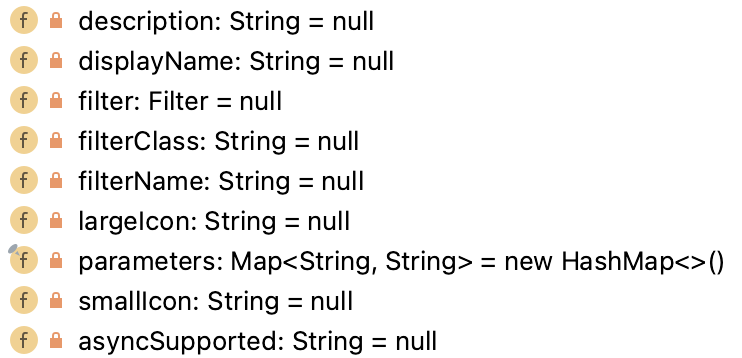 f description: String = null
f displayName: String = null
f filter: Filter = null
f filterClass: String = null
f filterName: String = null
f largeIcon: String = null
f parameters: Map<String, String> = new HashMap<>()
f smallIcon: String = null
f asyncSupported: String = null